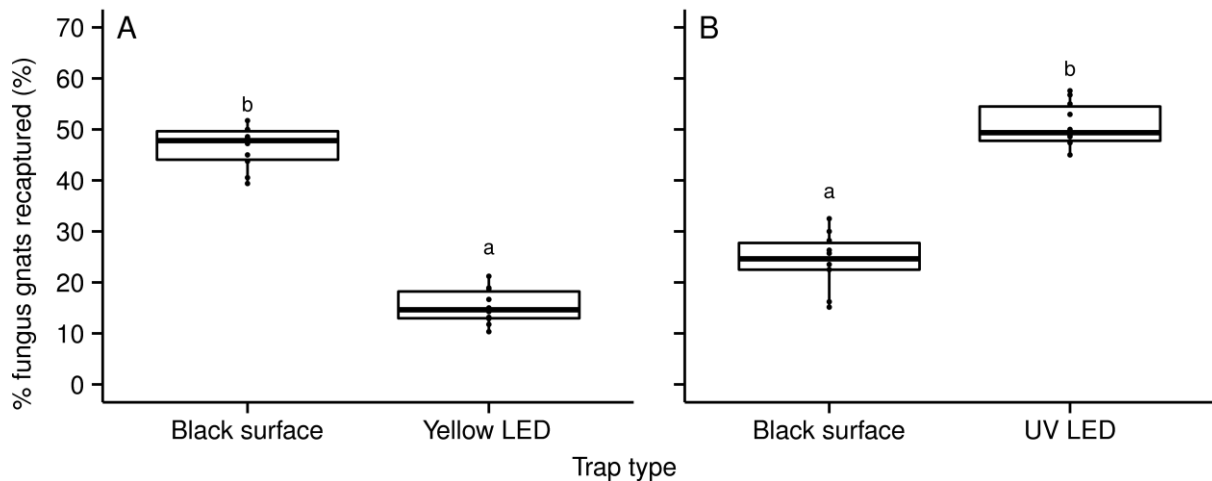 % fungus gnats recaptured (%)
70
60
50
40
30
20
10
0
A
b
a
Black surface
Yellow LED
B
a
b
Black surface
UV LED
Trap type